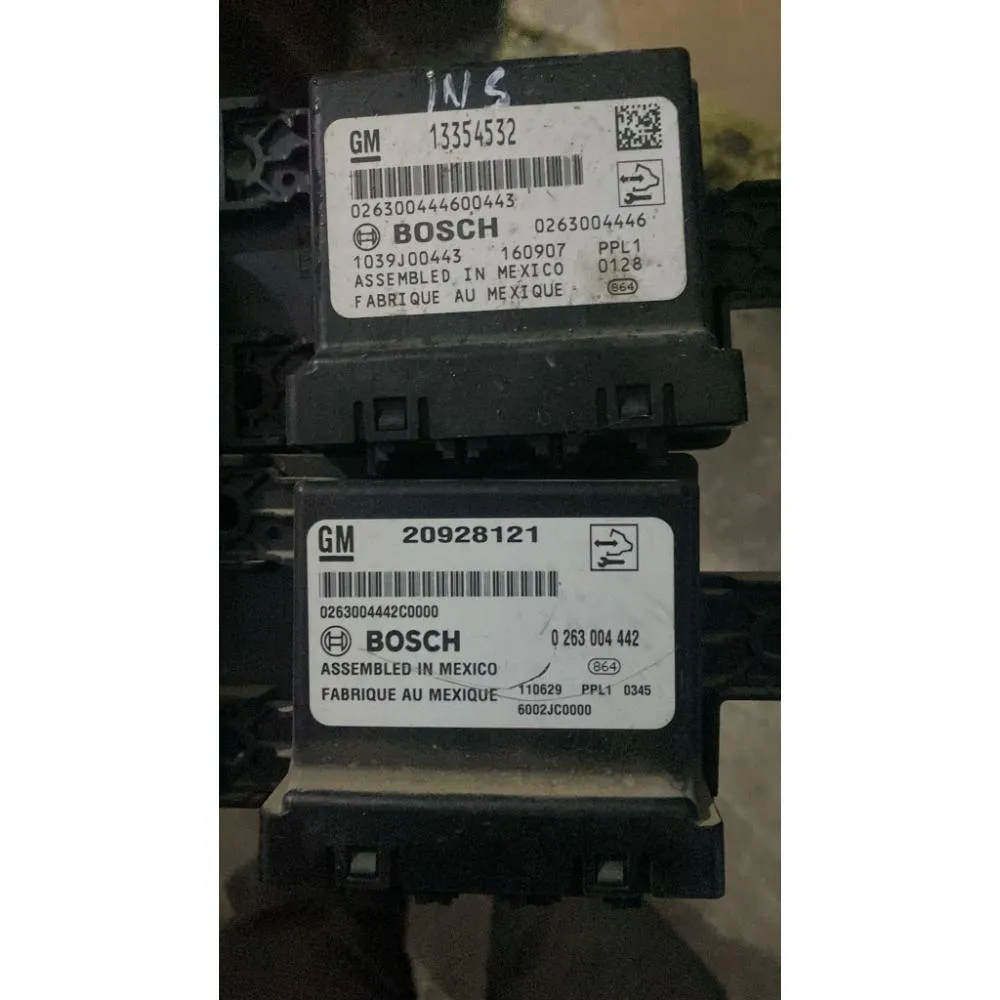 INS
GM 13354532
026300444600443
BOSCH 0263004446
1039J00443 160907 PPL1
ASSEMBLED IN MEXICO 0128
FABRIQUE AU MEXIQUE 864
GM 20928121
0263004442C0000
BOSCH 0 263 004 442
ASSEMBLED IN MEXICO 864
FABRIQUE AU MEXIQUE 110629 PPL1 0345
6002JC0000